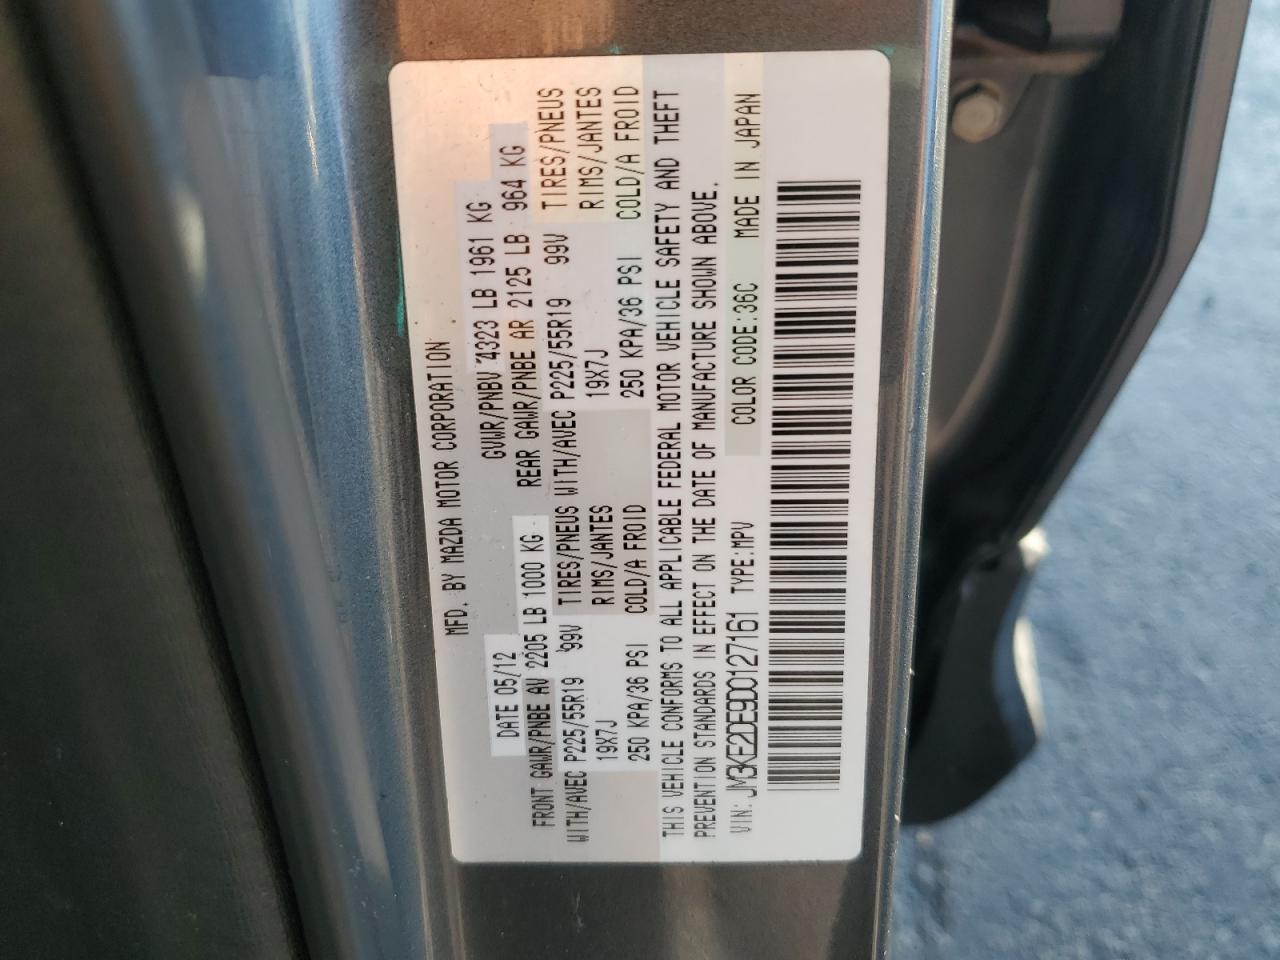 MFD. BY MAZDA MOTOR CORPORATION
DATE 05/12 GVWR/PNBV 4323 LB 1961 KG
FRONT GAWR/PNBE AV 2205 LB 1000 KG REAR GAWR/PNBE AR 2125 LB 964 KG
WITH/AVEC P225/55R19 99V TIRES/PNEUS WITH/AVEC P225/55R19 99V TIRES/PNEUS
19X7J RIMS/JANTES 19X7J RIMS/JANTES
250 KPA/36 PSI COLD/A FROID 250 KPA/36 PSI COLD/A FROID
THIS VEHICLE CONFORMS TO ALL APPLICABLE FEDERAL MOTOR VEHICLE SAFETY AND THEFT
PREVENTION STANDARDS IN EFFECT ON THE DATE OF MANUFACTURE SHOWN ABOVE.
VIN: JM3KE2DE9D0127161 TYPE:MPV COLOR CODE:36C MADE IN JAPAN